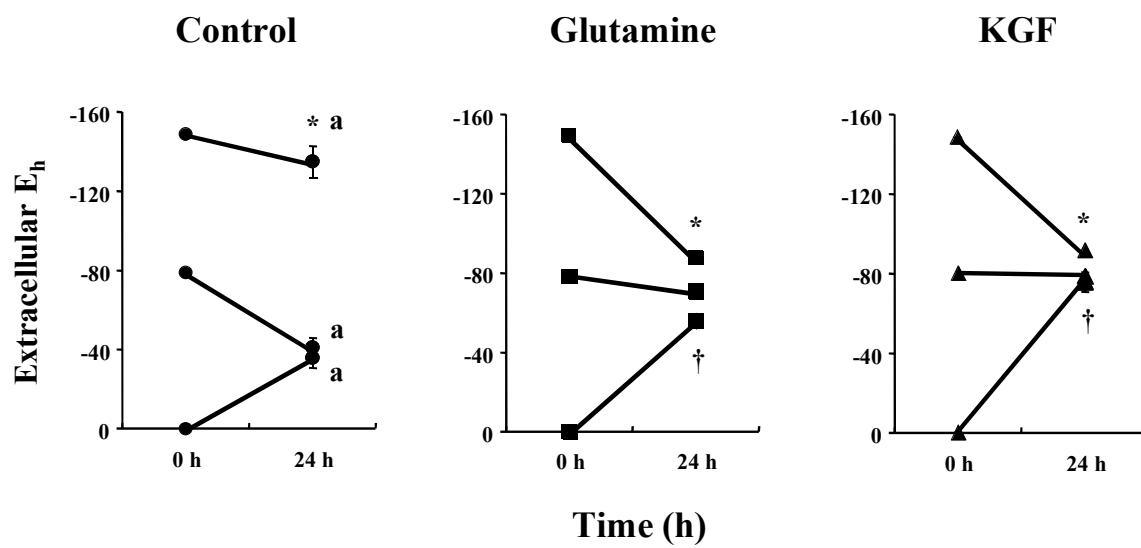 Control
Glutamine
KGF
Extracellular Eh
-160
-120
-80
-40
0
* a
a
a
0 h
24 h
-160
-120
-80
-40
0
*
†
0 h
24 h
-160
-120
-80
-40
0
*
†
0 h
24 h
Time (h)